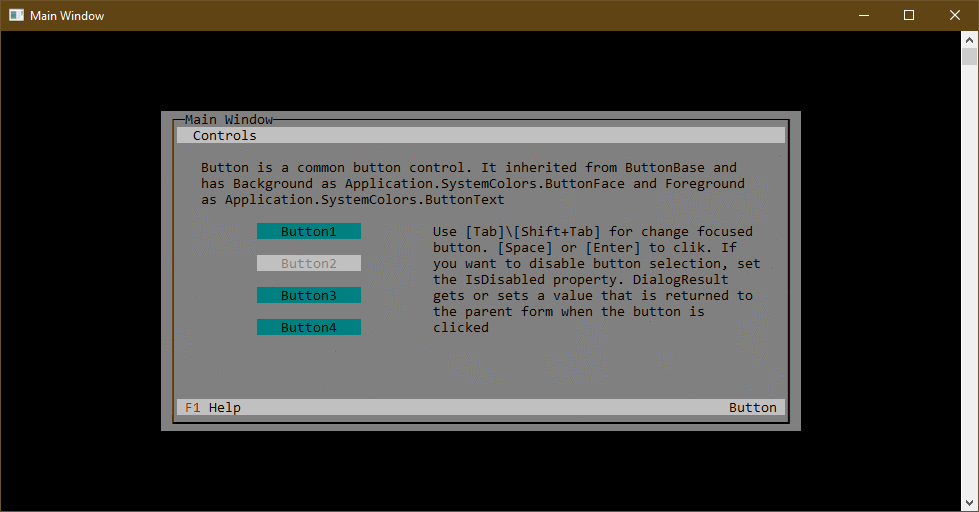 Main Window
Main Window
Controls
Button is a common button control. It inherited from ButtonBase and
has Background as Application.SystemColors.ButtonFace and Foreground
as Application.SystemColors.ButtonText
Button1
Button2
Button3
Button4
Use [Tab]\[Shift+Tab] for change focused
button. [Space] or [Enter] to clik. If
you want to disable button selection, set
the IsDisabled property. DialogResult
gets or sets a value that is returned to
the parent form when the button is
clicked
F1 Help
Button